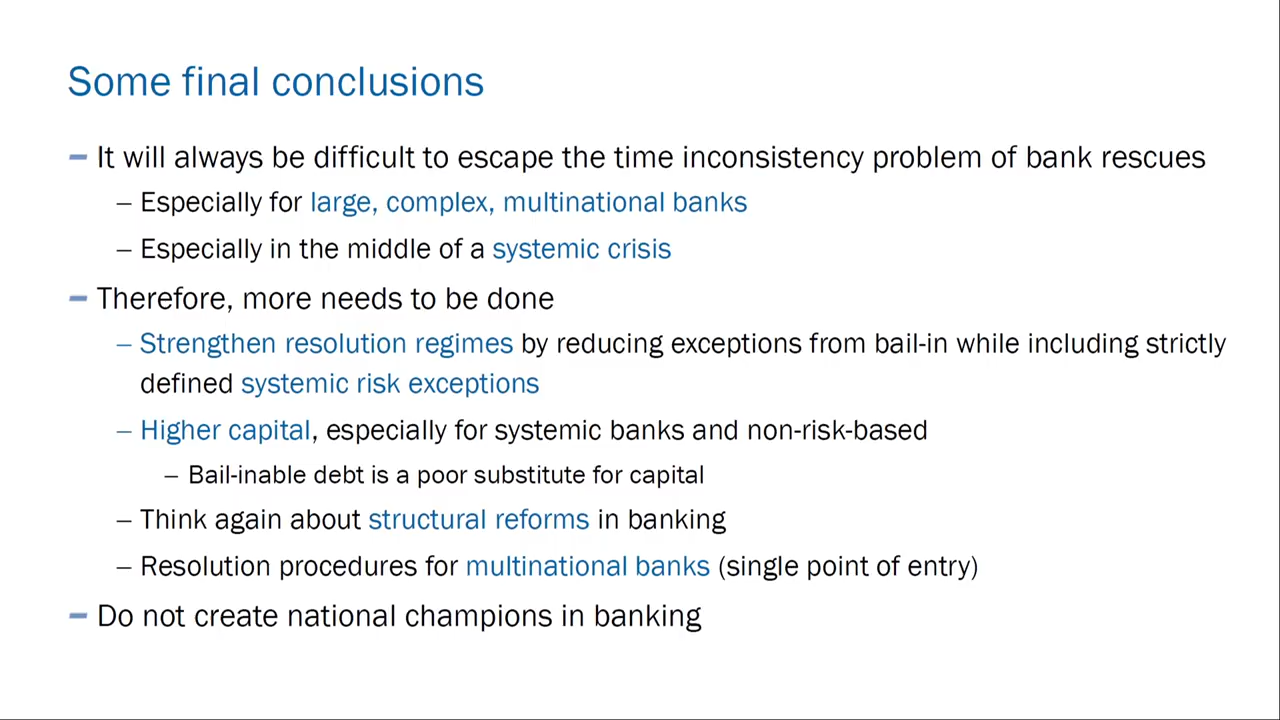 Some final conclusions
– It will always be difficult to escape the time inconsistency problem of bank rescues
– Especially for large, complex, multinational banks
– Especially in the middle of a systemic crisis
– Therefore, more needs to be done
– Strengthen resolution regimes by reducing exceptions from bail-in while including strictly
defined systemic risk exceptions
– Higher capital, especially for systemic banks and non-risk-based
– Bail-inable debt is a poor substitute for capital
– Think again about structural reforms in banking
– Resolution procedures for multinational banks (single point of entry)
– Do not create national champions in banking